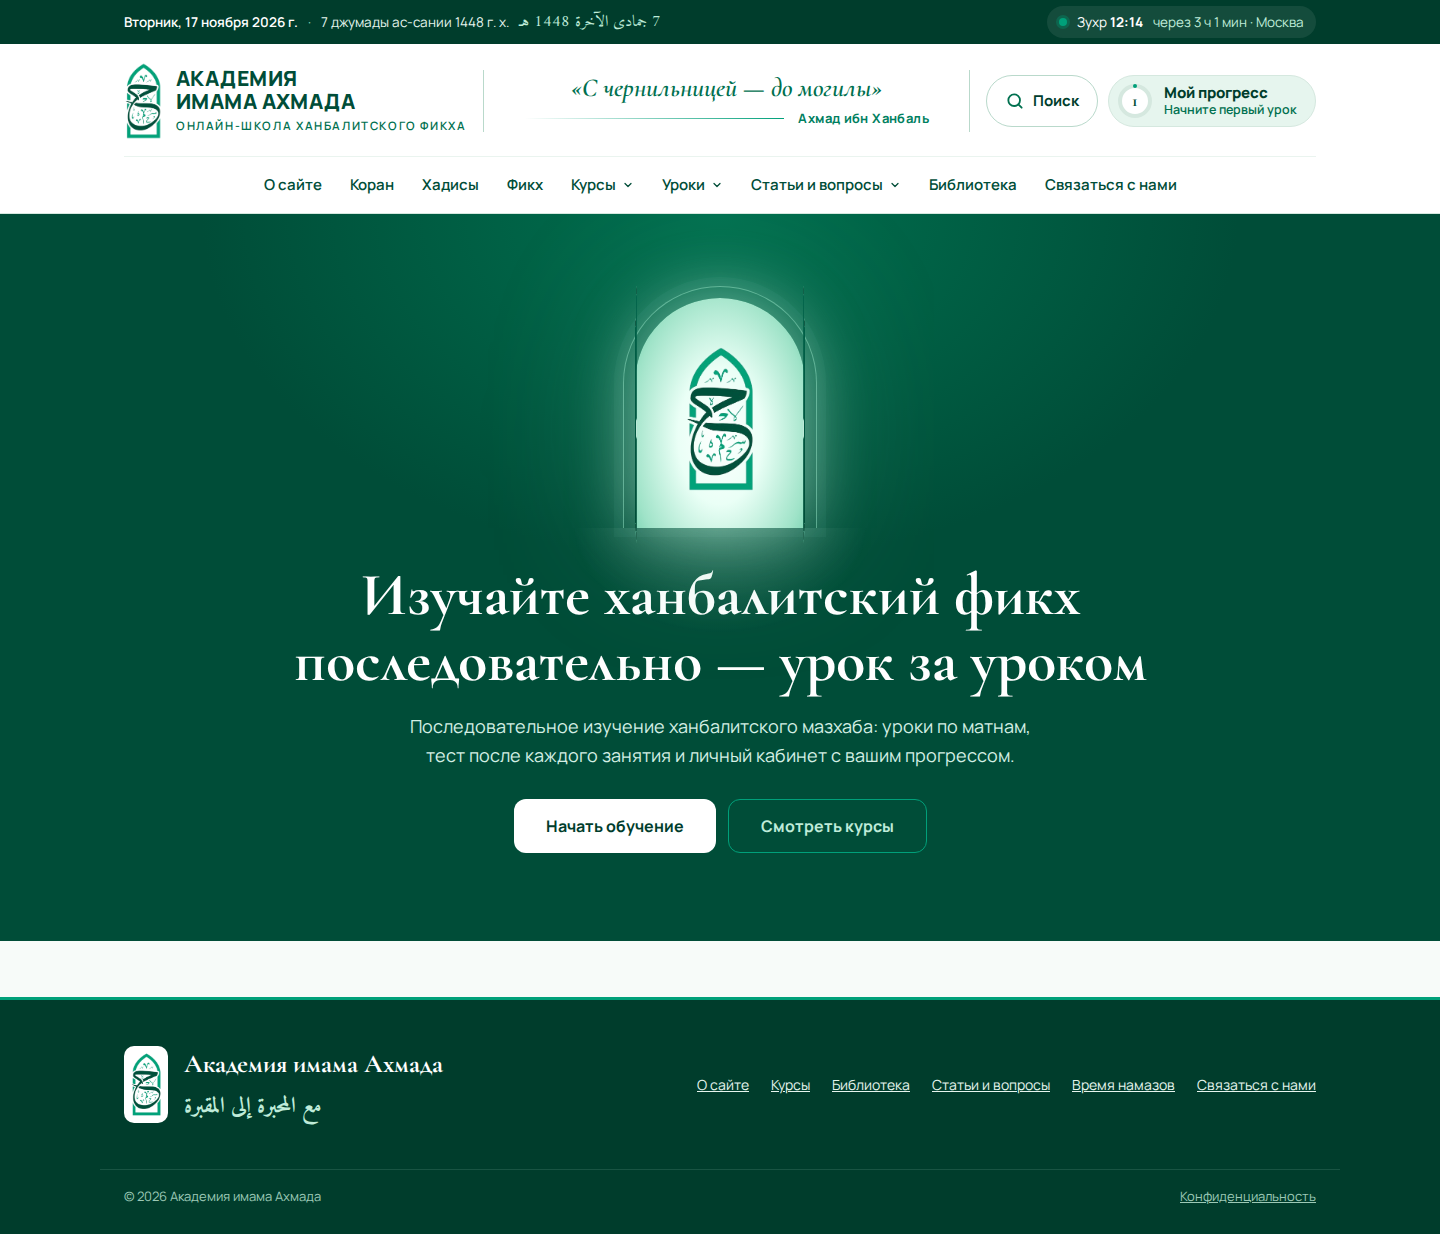 Вторник, 17 ноября 2026 г. · 7 джумады ас-сании 1448 г. х. 7 جمادى الآخرة 1448 هـ
Зухр 12:14 через 3 ч 1 мин · Москва
АКАДЕМИЯ
ИМАМА АХМАДА
ОНЛАЙН-ШКОЛА ХАНБАЛИТСКОГО ФИКХА
«С чернильницей — до могилы»
Ахмад ибн Ханбаль
Поиск
1
Мой прогресс
Начните первый урок
О сайте Коран Хадисы Фикх Курсы Уроки Статьи и вопросы Библиотека Связаться с нами
Изучайте ханбалитский фикх
последовательно — урок за уроком
Последовательное изучение ханбалитского мазхаба: уроки по матнам,
тест после каждого занятия и личный кабинет с вашим прогрессом.
Начать обучение Смотреть курсы
Академия имама Ахмада
مع المحبرة إلى المقبرة
О сайте Курсы Библиотека Статьи и вопросы Время намазов Связаться с нами
© 2026 Академия имама Ахмада
Конфиденциальность